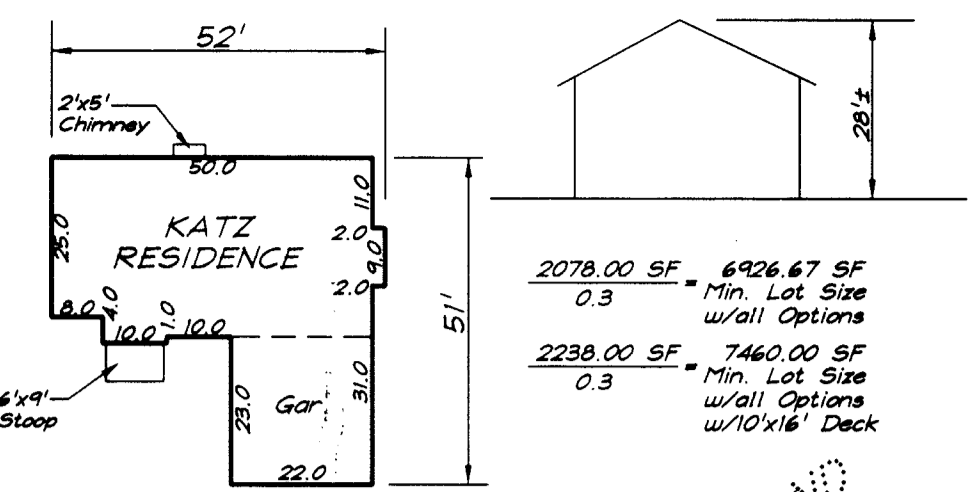 52'
2'x5'
Chimney
50.0
11.0
25.0
KATZ
RESIDENCE
2.0
9.0
2.0
8.0
4.0
10.0
1.0
10.0
6'x9'
Stoop
23.0
Gar
31.0
22.0
51'
28'±
2078.00 SF = 6926.67 SF
0.3
Min. Lot Size
w/all Options
2238.00 SF = 7460.00 SF
0.3
Min. Lot Size
w/all Options
w/10'x16' Deck